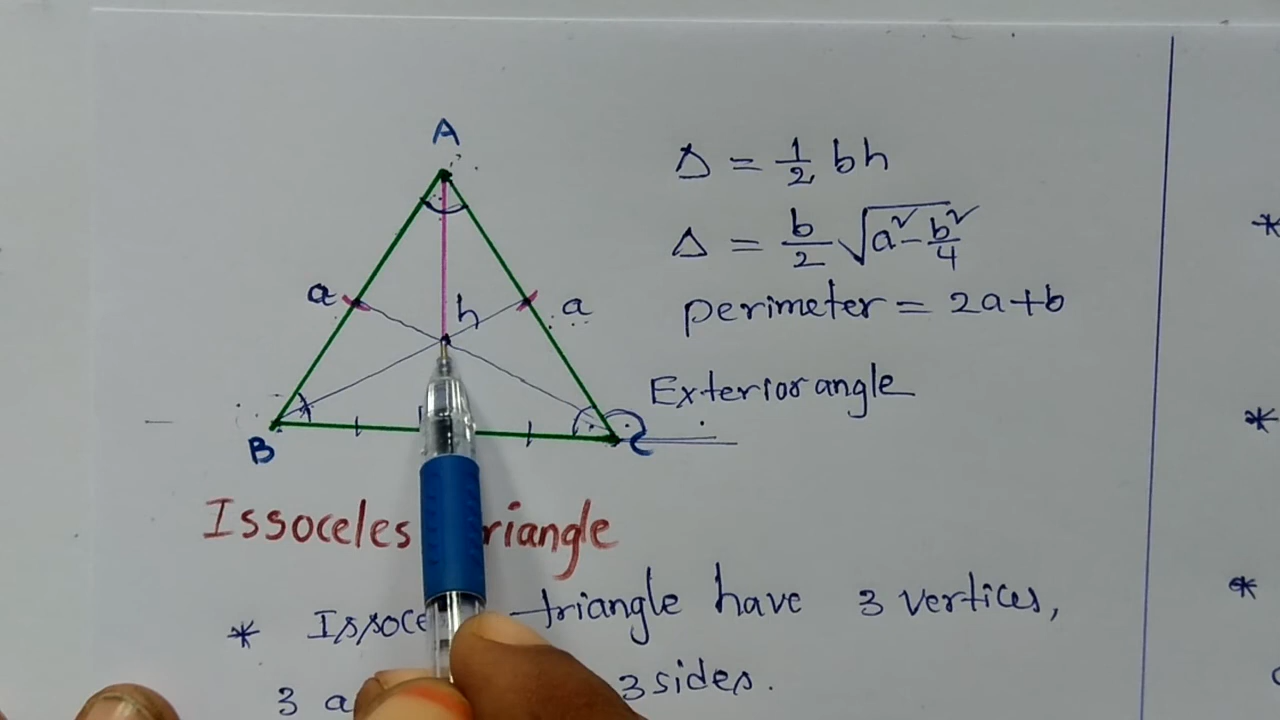 A
Δ = 1/2 bh
Δ = b/2 √(a² - b²/4)
a
h
a
perimeter = 2a+b
Exterior angle
B
C
Issoceles riangle
* Issoce triangle have 3 vertices,
3 a 3 sides.
*
*
*